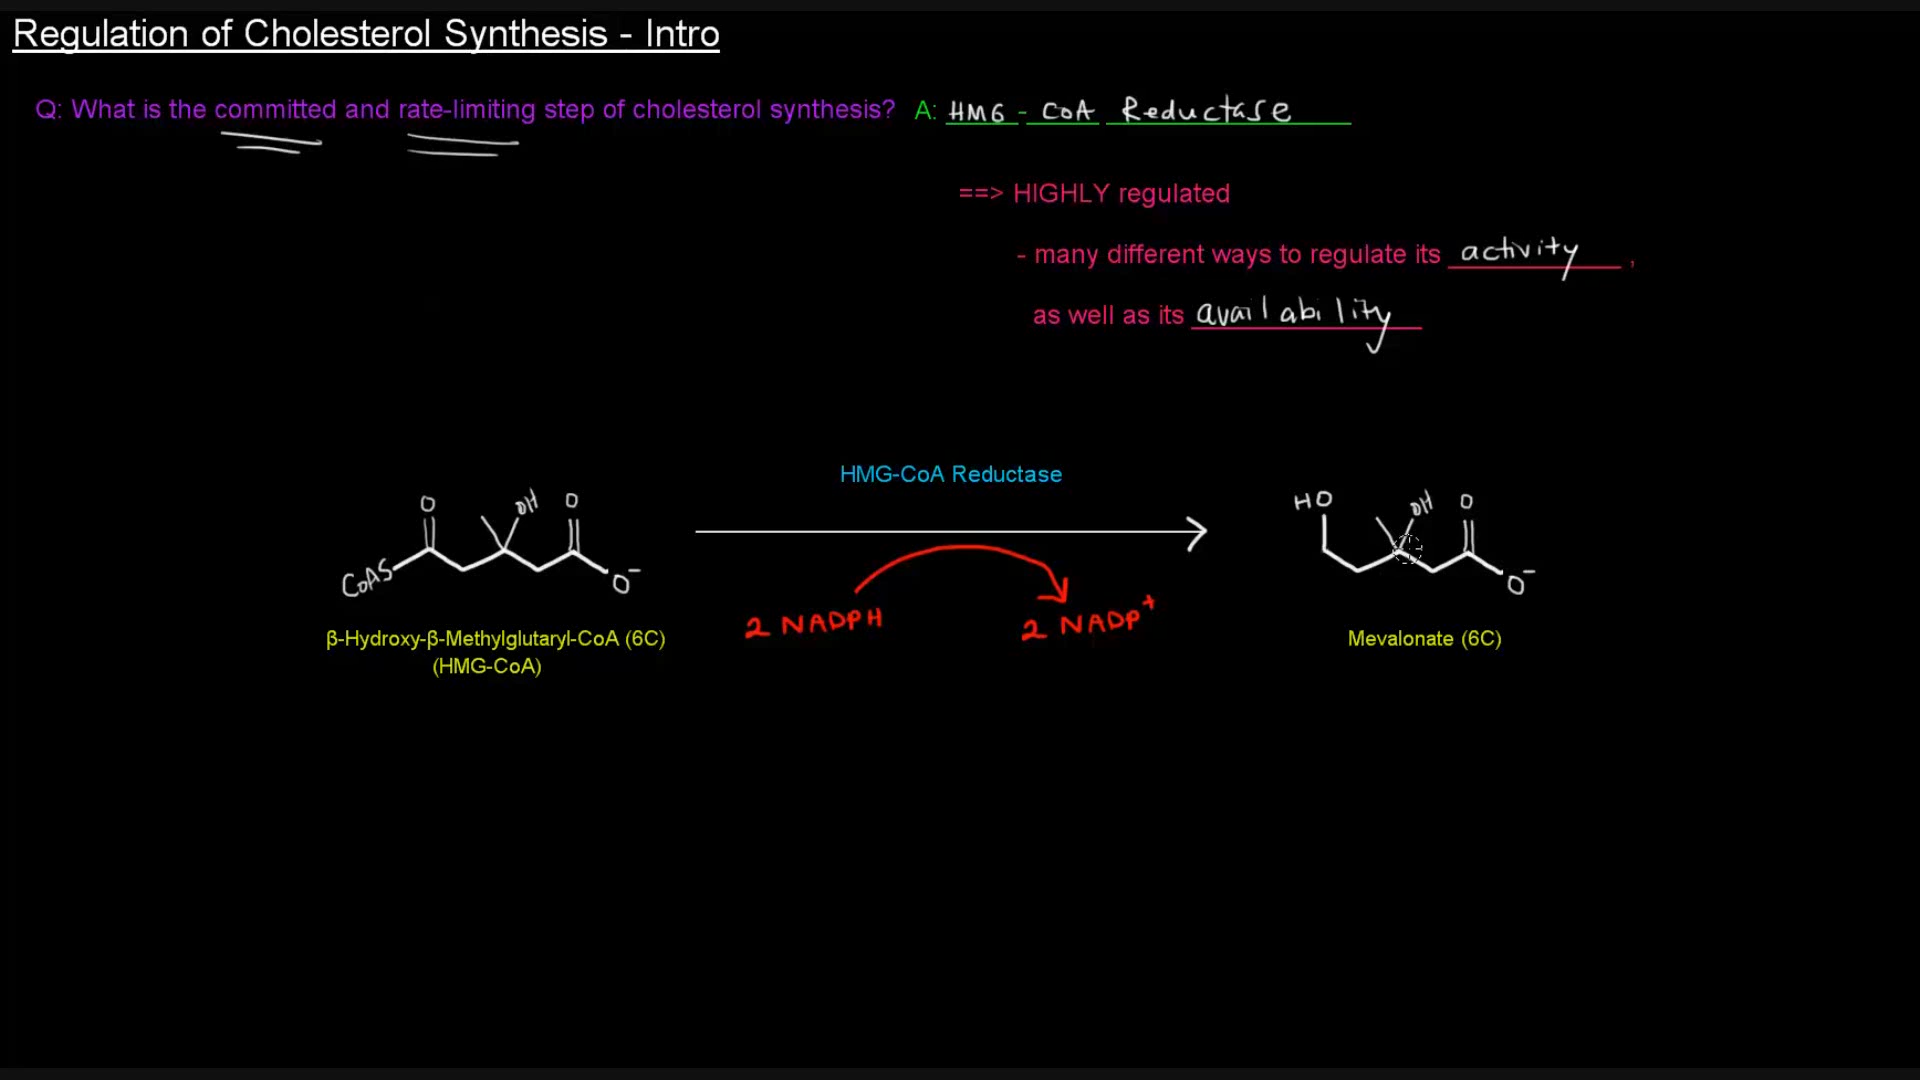 Regulation of Cholesterol Synthesis - Intro
Q: What is the committed and rate-limiting step of cholesterol synthesis? A: HMG - CoA Reductase
==> HIGHLY regulated
- many different ways to regulate its activity ,
as well as its availability
HMG-CoA Reductase
O OH O
CoAS O⁻
HO OH O
O⁻
2 NADPH 2 NADP⁺
β-Hydroxy-β-Methylglutaryl-CoA (6C)
(HMG-CoA)
Mevalonate (6C)